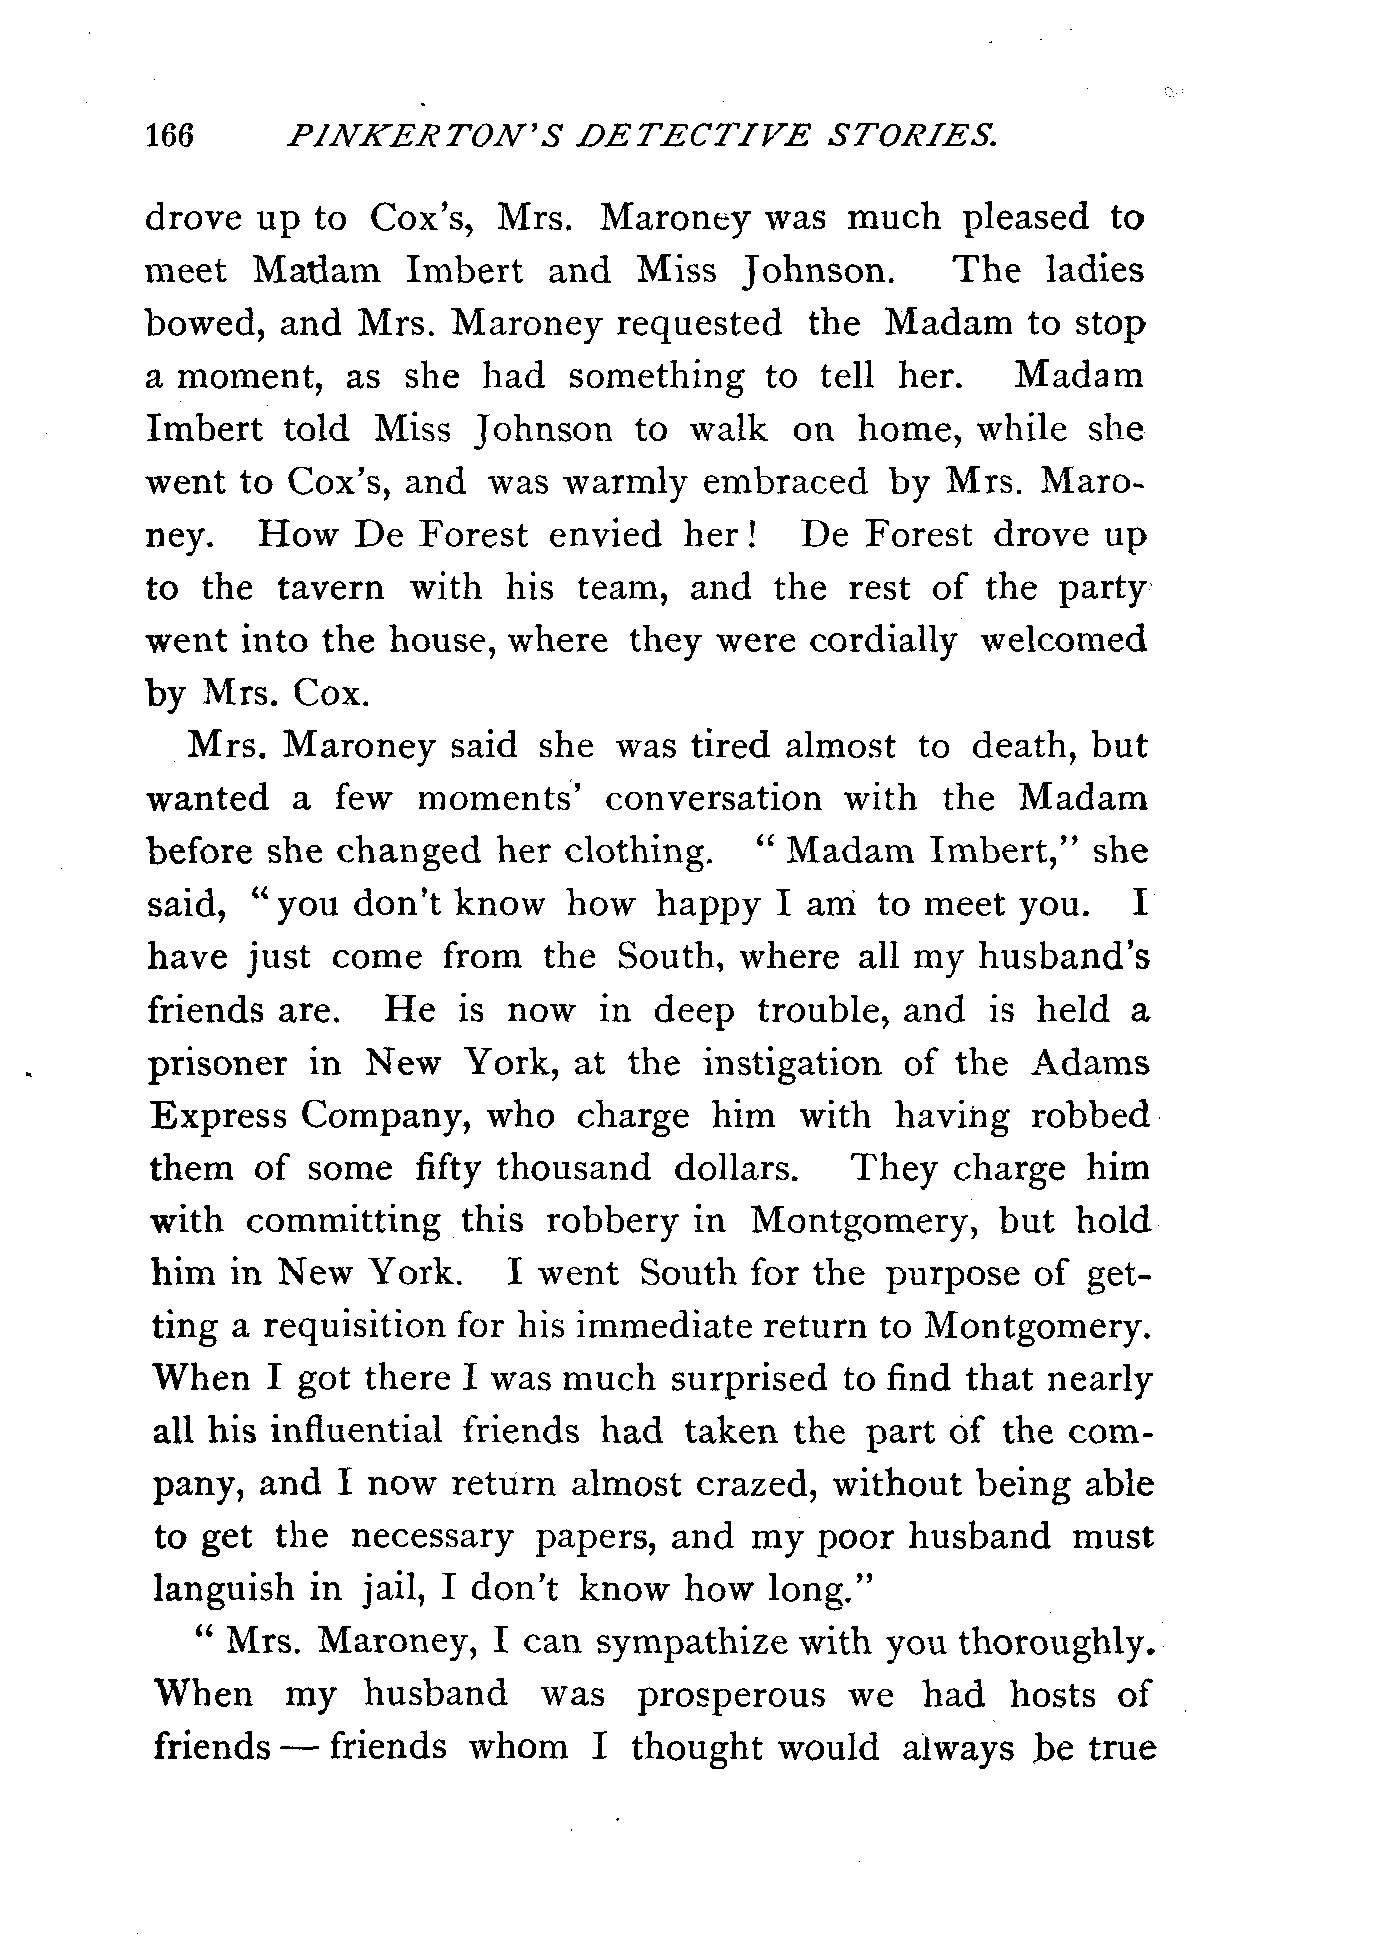 166 PINKERTON'S DETECTIVE STORIES.
drove up to Cox's, Mrs. Maroney was much pleased to
meet Madam Imbert and Miss Johnson. The ladies
bowed, and Mrs. Maroney requested the Madam to stop
a moment, as she had something to tell her. Madam
Imbert told Miss Johnson to walk on home, while she
went to Cox's, and was warmly embraced by Mrs. Maro-
ney. How De Forest envied her! De Forest drove up
to the tavern with his team, and the rest of the party
went into the house, where they were cordially welcomed
by Mrs. Cox.
Mrs. Maroney said she was tired almost to death, but
wanted a few moments' conversation with the Madam
before she changed her clothing. " Madam Imbert," she
said, " you don't know how happy I am to meet you. I
have just come from the South, where all my husband's
friends are. He is now in deep trouble, and is held a
prisoner in New York, at the instigation of the Adams
Express Company, who charge him with having robbed
them of some fifty thousand dollars. They charge him
with committing this robbery in Montgomery, but hold
him in New York. I went South for the purpose of get-
ting a requisition for his immediate return to Montgomery.
When I got there I was much surprised to find that nearly
all his influential friends had taken the part of the com-
pany, and I now return almost crazed, without being able
to get the necessary papers, and my poor husband must
languish in jail, I don't know how long."
" Mrs. Maroney, I can sympathize with you thoroughly.
When my husband was prosperous we had hosts of
friends — friends whom I thought would always be true